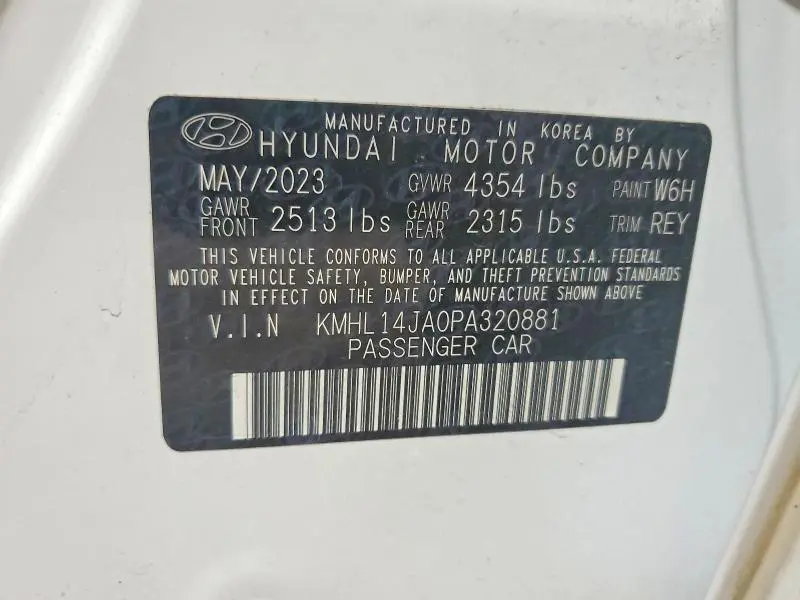 MANUFACTURED IN KOREA BY
HYUNDAI MOTOR COMPANY
MAY/2023 GVWR 4354 lbs PAINT W6H
GAWR FRONT 2513 lbs GAWR REAR 2315 lbs TRIM REY
THIS VEHICLE CONFORMS TO ALL APPLICABLE U.S.A. FEDERAL
MOTOR VEHICLE SAFETY, BUMPER, AND THEFT PREVENTION STANDARDS
IN EFFECT ON THE DATE OF MANUFACTURE SHOWN ABOVE
V.I.N KMHL14JA0PA320881
PASSENGER CAR